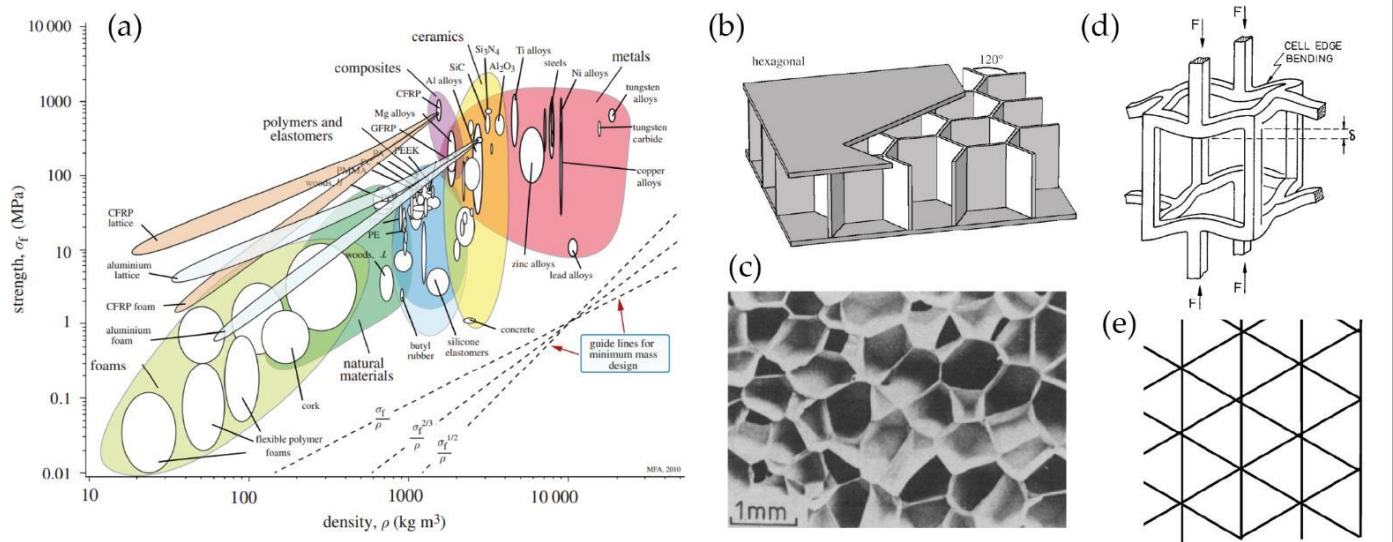 (a)
10 000
1000
100
10
1
0.1
0.01
strength, σf (MPa)
10
100
1000
10 000
density, ρ (kg m³)
ceramics
composites
metals
polymers and
elastomers
foams
natural
materials
Si3N4
SiC
Al2O3
Al alloys
CFRP
Mg alloys
GFRP
Ti alloys
steels
Ni alloys
tungsten
alloys
tungsten
carbide
copper
alloys
PEEK
PA
PC
PMMA
woods, ∥
PE
woods, ⊥
CFRP
lattice
aluminium
lattice
CFRP foam
aluminium
foam
zinc alloys
lead alloys
concrete
butyl
rubber
silicone
elastomers
cork
flexible polymer
foams
guide lines for
minimum mass
design
σf
ρ
σf2/3
ρ
σf1/2
ρ
MFA, 2010
(b)
hexagonal
120°
(c)
1mm
(d)
F
F
CELL EDGE
BENDING
δ
F
F
(e)